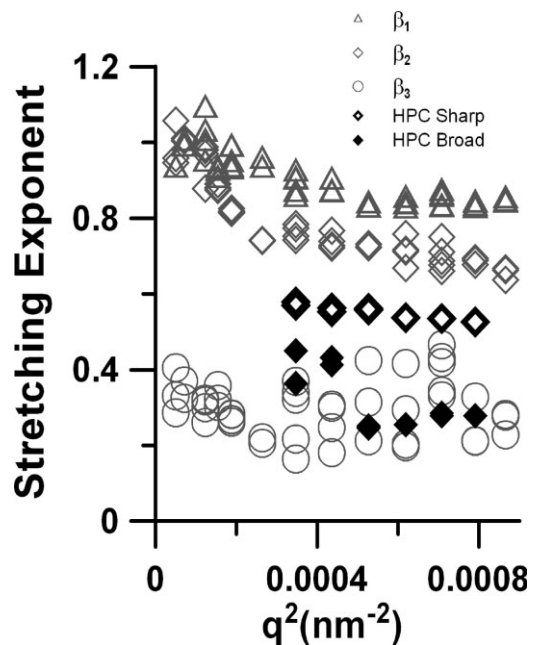 β₁
β₂
β₃
HPC Sharp
HPC Broad
1.2
0.8
0.4
0
Stretching Exponent
0 0.0004 0.0008
q²(nm⁻²)